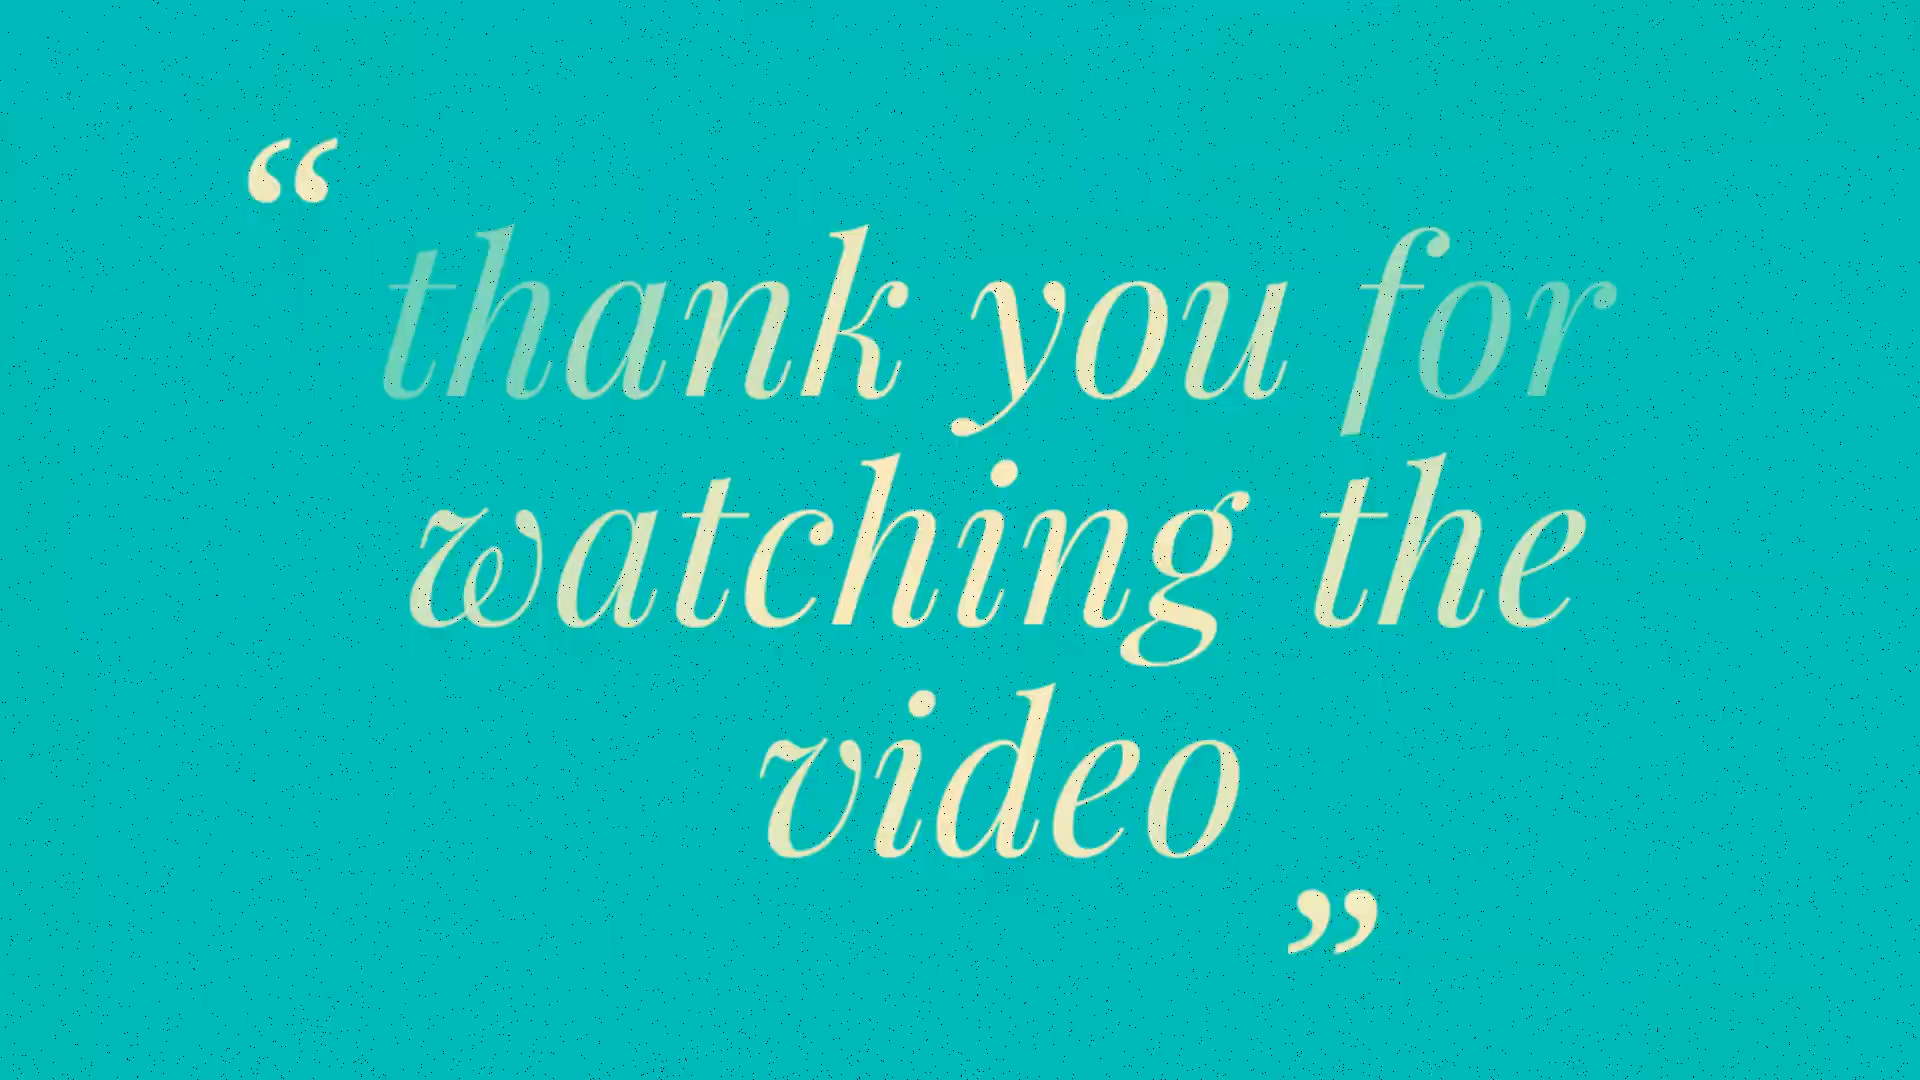 “
thank you for
watching the
video
”